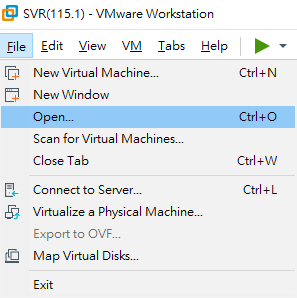 SVR(115.1) - VMware Workstation
File Edit View VM Tabs Help
New Virtual Machine... Ctrl+N
New Window
Open... Ctrl+O
Scan for Virtual Machines...
Close Tab Ctrl+W
Connect to Server... Ctrl+L
Virtualize a Physical Machine...
Export to OVF...
Map Virtual Disks...
Exit